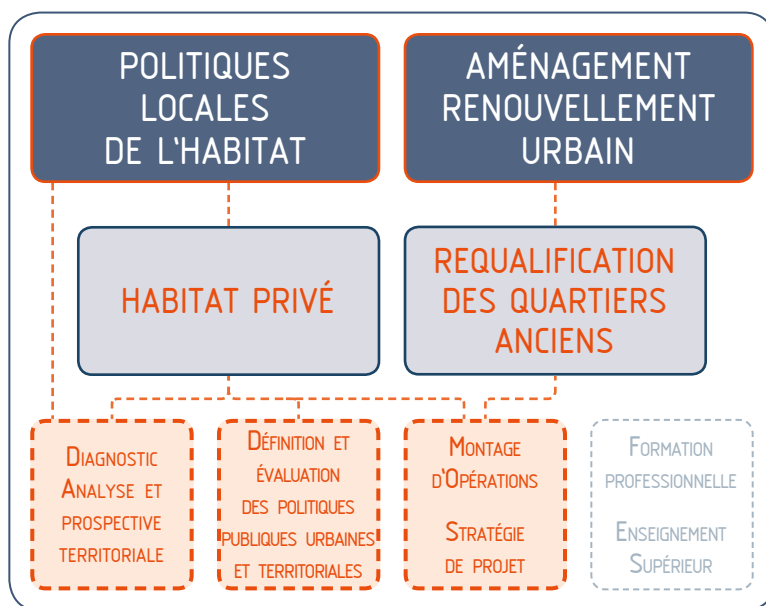 POLITIQUES
LOCALES
DE L'HABITAT
AMÉNAGEMENT
RENOUVELLEMENT
URBAIN
HABITAT PRIVÉ
REQUALIFICATION
DES QUARTIERS
ANCIENS
DIAGNOSTIC
ANALYSE ET
PROSPECTIVE
TERRITORIALE
DÉFINITION ET
ÉVALUATION
DES POLITIQUES
PUBLIQUES URBAINES
ET TERRITORIALES
MONTAGE
D'OPÉRATIONS
STRATÉGIE
DE PROJET
FORMATION
PROFESSIONNELLE
ENSEIGNEMENT
SUPÉRIEUR